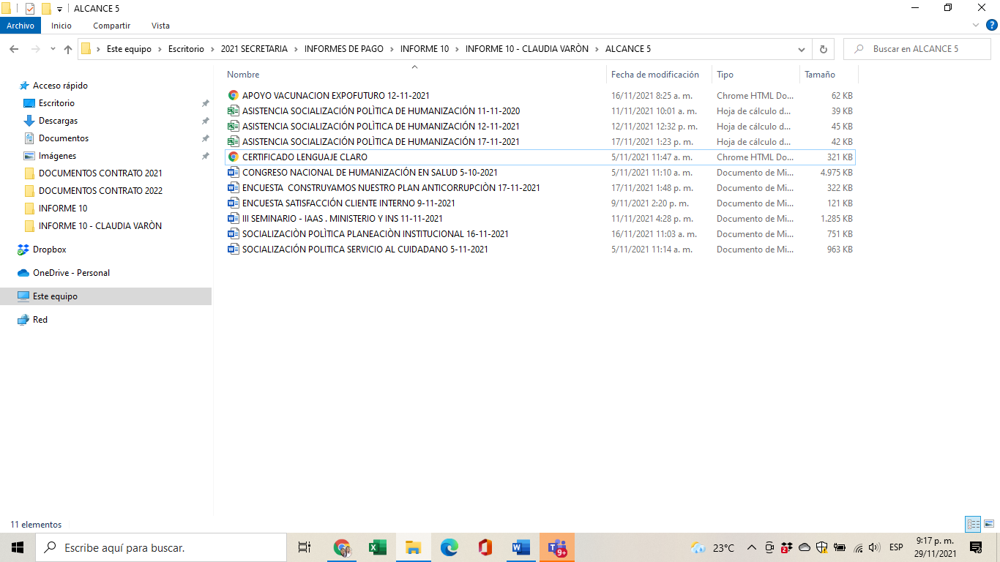 ALCANCE 5
Archivo Inicio Compartir Vista
Este equipo Escritorio 2021 SECRETARIA INFORMES DE PAGO INFORME 10 INFORME 10 - CLAUDIA VARÒN ALCANCE 5
Buscar en ALCANCE 5
Nombre Fecha de modificación Tipo Tamaño
Acceso rápido
Escritorio
Descargas
Documentos
Imágenes
DOCUMENTOS CONTRATO 2021
DOCUMENTOS CONTRATO 2022
INFORME 10
INFORME 10 - CLAUDIA VARÒN
Dropbox
OneDrive - Personal
Este equipo
Red
APOYO VACUNACION EXPOFUTURO 12-11-2021 16/11/2021 8:25 a. m. Chrome HTML Do... 62 KB
ASISTENCIA SOCIALIZACIÓN POLÌTICA DE HUMANIZACIÓN 11-11-2020 11/11/2021 10:01 a. m. Hoja de cálculo d... 39 KB
ASISTENCIA SOCIALIZACIÓN POLÌTICA DE HUMANIZACIÓN 12-11-2021 12/11/2021 12:32 p. m. Hoja de cálculo d... 45 KB
ASISTENCIA SOCIALIZACIÓN POLÌTICA DE HUMANIZACIÓN 17-11-2021 17/11/2021 1:23 p. m. Hoja de cálculo d... 42 KB
CERTIFICADO LENGUAJE CLARO 5/11/2021 11:47 a. m. Chrome HTML Do... 321 KB
CONGRESO NACIONAL DE HUMANIZACIÓN EN SALUD 5-10-2021 5/11/2021 11:10 a. m. Documento de Mi... 4.975 KB
ENCUESTA  CONSTRUYAMOS NUESTRO PLAN ANTICORRUPCIÒN 17-11-2021 17/11/2021 1:48 p. m. Documento de Mi... 322 KB
ENCUESTA SATISFACCIÓN CLIENTE INTERNO 9-11-2021 9/11/2021 2:20 p. m. Documento de Mi... 121 KB
III SEMINARIO - IAAS . MINISTERIO Y INS 11-11-2021 11/11/2021 4:28 p. m. Documento de Mi... 1.285 KB
SOCIALIZACIÒN POLÌTICA PLANEACIÒN INSTITUCIONAL 16-11-2021 16/11/2021 11:03 a. m. Documento de Mi... 751 KB
SOCIALIZACIÓN POLITICA SERVICIO AL CUIDADANO 5-11-2021 5/11/2021 11:14 a. m. Documento de Mi... 963 KB
11 elementos
Escribe aquí para buscar.
9+
23°C
2
ESP
9:17 p. m.
29/11/2021